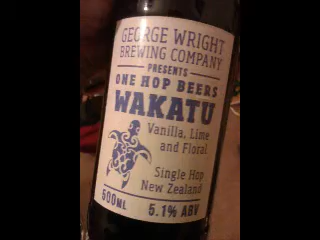 GEORGE WRIGHT
BREWING COMPANY
PRESENTS
ONE HOP BEERS
WAKATU
Vanilla, Lime
and Floral
Single Hop
New Zealand
500ML
5.1% ABV